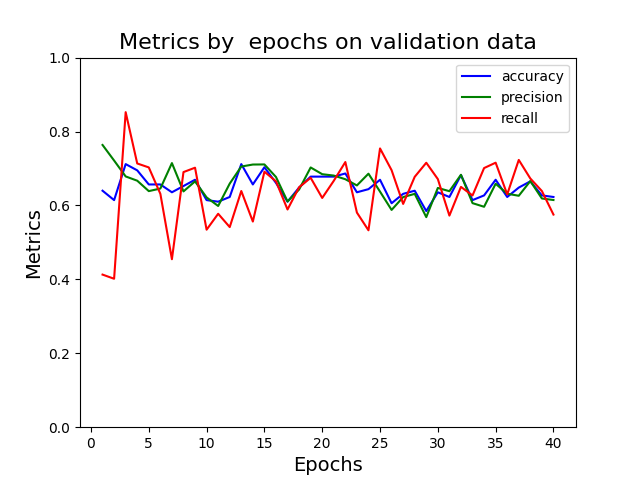 Metrics by  epochs on validation data
accuracy
precision
recall
Metrics
1.0
0.8
0.6
0.4
0.2
0.0
0 5 10 15 20 25 30 35 40
Epochs